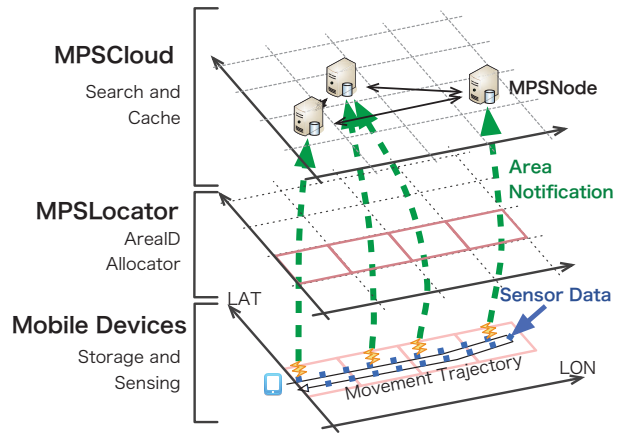 MPSCloud
Search and
Cache
MPSNode
Area
Notification
MPSLocator
AreaID
Allocator
LAT
Sensor Data
Mobile Devices
Storage and
Sensing
LON
Movement Trajectory